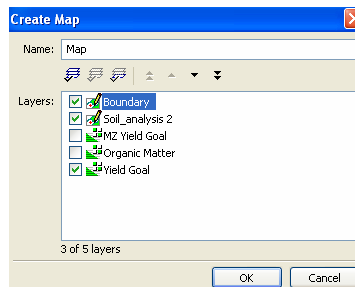 Create Map
Name: Map
Layers:
Boundary
Soil_analysis 2
MZ Yield Goal
Organic Matter
Yield Goal
3 of 5 layers
OK Cancel